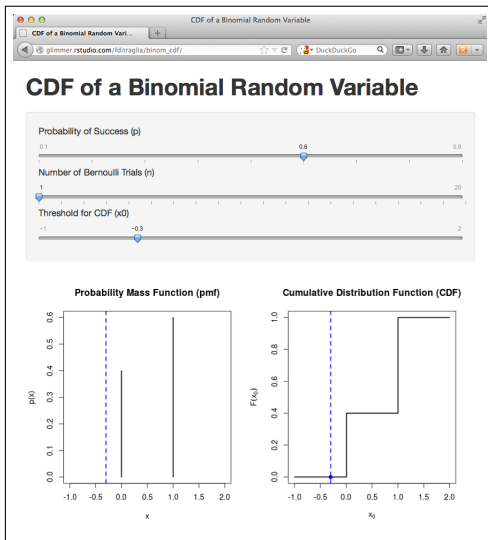 CDF of a Binomial Random Variable
CDF of a Binomial Random Vari...
glimmer.rstudio.com/fditraglia/binom_cdf/
DuckDuckGo
CDF of a Binomial Random Variable
Probability of Success (p)
0.1 0.6 0.9
Number of Bernoulli Trials (n)
1 20
Threshold for CDF (x0)
−1 −0.3 2
Probability Mass Function (pmf)
p(x)
0.6
0.5
0.4
0.3
0.2
0.1
0.0
-1.0 -0.5 0.0 0.5 1.0 1.5 2.0
x
Cumulative Distribution Function (CDF)
F(x₀)
1.0
0.8
0.6
0.4
0.2
0.0
-1.0 -0.5 0.0 0.5 1.0 1.5 2.0
x₀